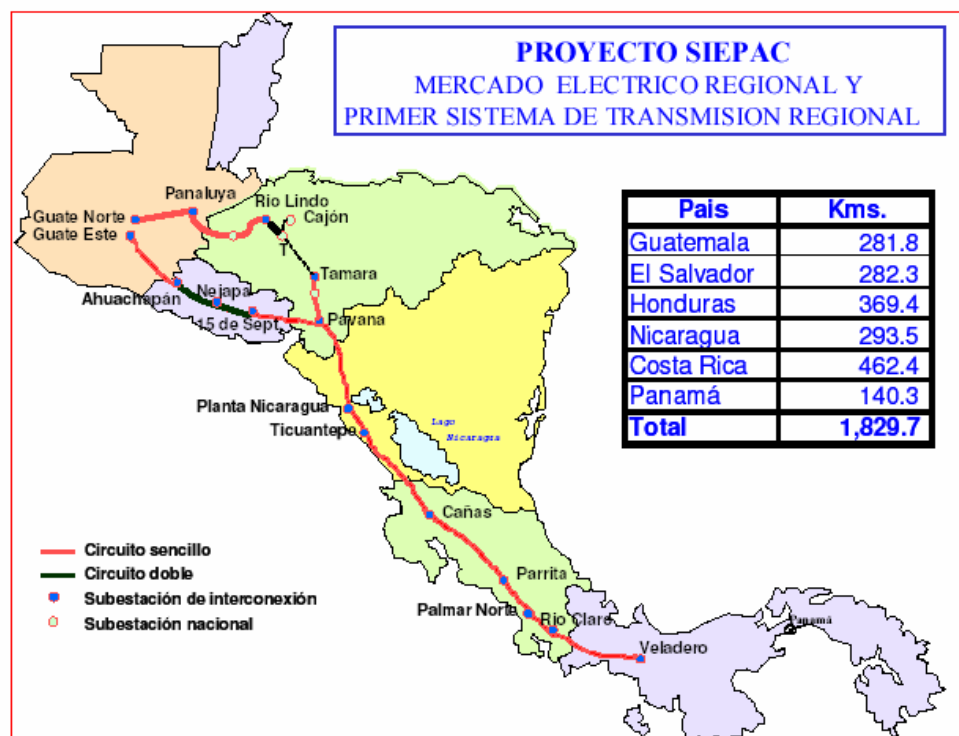 PROYECTO SIEPAC
MERCADO ELECTRICO REGIONAL Y
PRIMER SISTEMA DE TRANSMISION REGIONAL
Panaluya
Rio Lindo
Cajón
Guate Norte
Guate Este
T
Tamara
Ahuachapán
Nejapa
15 de Sept.
Pavana
Planta Nicaragua
Ticuantepe
Lago
Nicaragua
Cañas
Parrita
Palmar Norte
Rio Claro
Veladero
Panamá
Pais Kms.
Guatemala 281.8
El Salvador 282.3
Honduras 369.4
Nicaragua 293.5
Costa Rica 462.4
Panamá 140.3
Total 1,829.7
Circuito sencillo
Circuito doble
Subestación de interconexión
Subestación nacional